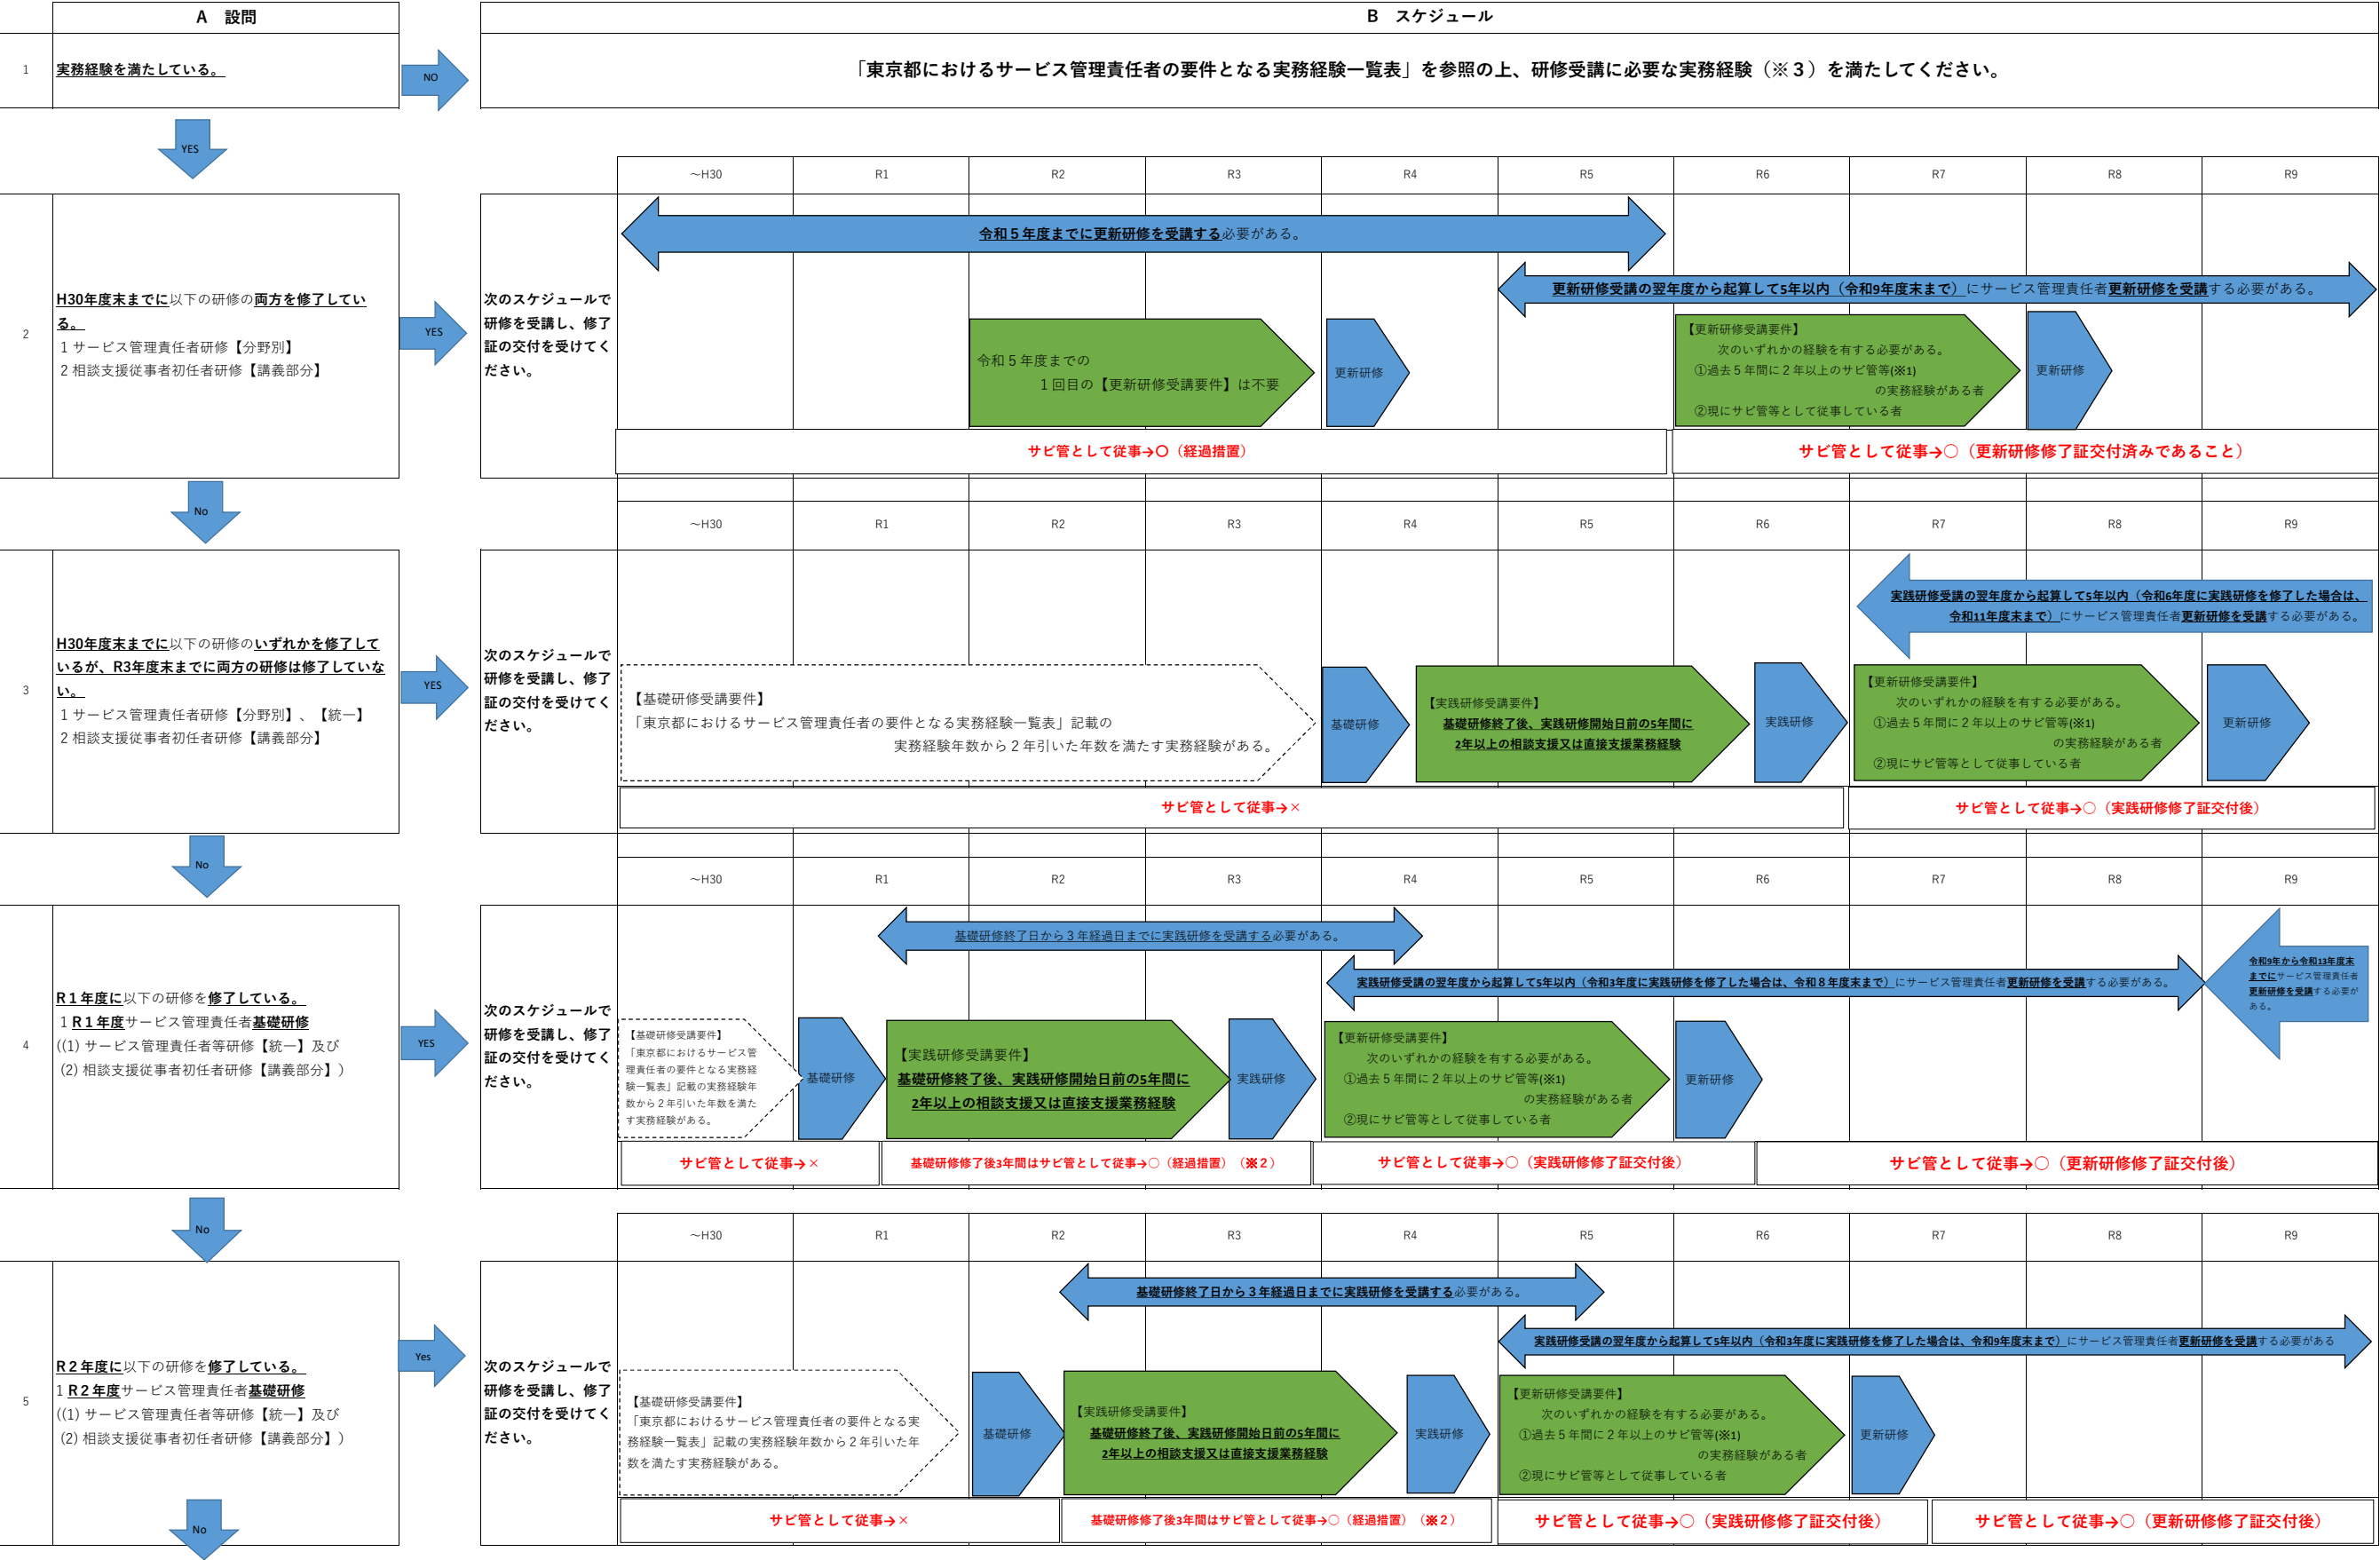 A　設問
B　スケジュール
1
実務経験を満たしている。
NO
「東京都におけるサービス管理責任者の要件となる実務経験一覧表」を参照の上、研修受講に必要な実務経験（※３）を満たしてください。
YES
～H30
R1
R2
R3
R4
R5
R6
R7
R8
R9
2
H30年度末までに以下の研修の両方を修了してい
る。
１サービス管理責任者研修【分野別】
２相談支援従事者初任者研修【講義部分】
YES
次のスケジュールで
研修を受講し、修了
証の交付を受けてく
ださい。
令和５年度までに更新研修を受講する必要がある。
更新研修受講の翌年度から起算して5年以内（令和9年度末まで）にサービス管理責任者更新研修を受講する必要がある。
令和５年度までの
１回目の【更新研修受講要件】は不要
更新研修
【更新研修受講要件】
次のいずれかの経験を有する必要がある。
①過去５年間に２年以上のサビ管等(※1)
の実務経験がある者
②現にサビ管等として従事している者
更新研修
サビ管として従事→〇（経過措置）
サビ管として従事→○（更新研修修了証交付済みであること）
No
～H30
R1
R2
R3
R4
R5
R6
R7
R8
R9
3
H30年度末までに以下の研修のいずれかを修了して
いるが、R3年度末までに両方の研修は修了していな
い。
１サービス管理責任者研修【分野別】、【統一】
２相談支援従事者初任者研修【講義部分】
YES
次のスケジュールで
研修を受講し、修了
証の交付を受けてく
ださい。
実践研修受講の翌年度から起算して5年以内（令和6年度に実践研修を修了した場合は、
令和11年度末まで）にサービス管理責任者更新研修を受講する必要がある。
【基礎研修受講要件】
「東京都におけるサービス管理責任者の要件となる実務経験一覧表」記載の
実務経験年数から２年引いた年数を満たす実務経験がある。
基礎研修
【実践研修受講要件】
基礎研修終了後、実践研修開始日前の5年間に
2年以上の相談支援又は直接支援業務経験
実践研修
【更新研修受講要件】
次のいずれかの経験を有する必要がある。
①過去５年間に２年以上のサビ管等(※1)
の実務経験がある者
②現にサビ管等として従事している者
更新研修
サビ管として従事→×
サビ管として従事→○（実践研修修了証交付後）
No
～H30
R1
R2
R3
R4
R5
R6
R7
R8
R9
4
R１年度に以下の研修を修了している。
１R１年度サービス管理責任者基礎研修
((1) サービス管理責任者等研修【統一】及び
(2) 相談支援従事者初任者研修【講義部分】）
YES
次のスケジュールで
研修を受講し、修了
証の交付を受けてく
ださい。
基礎研修終了日から３年経過日までに実践研修を受講する必要がある。
実践研修受講の翌年度から起算して5年以内（令和3年度に実践研修を修了した場合は、令和８年度末まで）にサービス管理責任者更新研修を受講する必要がある。
令和9年から令和13年度末
までにサービス管理責任者
更新研修を受講する必要が
ある。
【基礎研修受講要件】
「東京都におけるサービス管
理責任者の要件となる実務経
験一覧表」記載の実務経験年
数から２年引いた年数を満た
す実務経験がある。
基礎研修
【実践研修受講要件】
基礎研修終了後、実践研修開始日前の5年間に
2年以上の相談支援又は直接支援業務経験
実践研修
【更新研修受講要件】
次のいずれかの経験を有する必要がある。
①過去５年間に２年以上のサビ管等(※1)
の実務経験がある者
②現にサビ管等として従事している者
更新研修
サビ管として従事→×
基礎研修修了後3年間はサビ管として従事→○（経過措置）（※２）
サビ管として従事→○（実践研修修了証交付後）
サビ管として従事→○（更新研修修了証交付後）
No
～H30
R1
R2
R3
R4
R5
R6
R7
R8
R9
5
R２年度に以下の研修を修了している。
１R２年度サービス管理責任者基礎研修
((1) サービス管理責任者等研修【統一】及び
(2) 相談支援従事者初任者研修【講義部分】）
Yes
次のスケジュールで
研修を受講し、修了
証の交付を受けてく
ださい。
基礎研修終了日から３年経過日までに実践研修を受講する必要がある。
実践研修受講の翌年度から起算して5年以内（令和3年度に実践研修を修了した場合は、令和9年度末まで）にサービス管理責任者更新研修を受講する必要がある
【基礎研修受講要件】
「東京都におけるサービス管理責任者の要件となる実
務経験一覧表」記載の実務経験年数から２年引いた年
数を満たす実務経験がある。
基礎研修
【実践研修受講要件】
基礎研修終了後、実践研修開始日前の5年間に
2年以上の相談支援又は直接支援業務経験
実践研修
【更新研修受講要件】
次のいずれかの経験を有する必要がある。
①過去５年間に２年以上のサビ管等(※1)
の実務経験がある者
②現にサビ管等として従事している者
更新研修
サビ管として従事→×
基礎研修修了後3年間はサビ管として従事→○（経過措置）（※２）
サビ管として従事→○（実践研修修了証交付後）
サビ管として従事→○（更新研修修了証交付後）
No